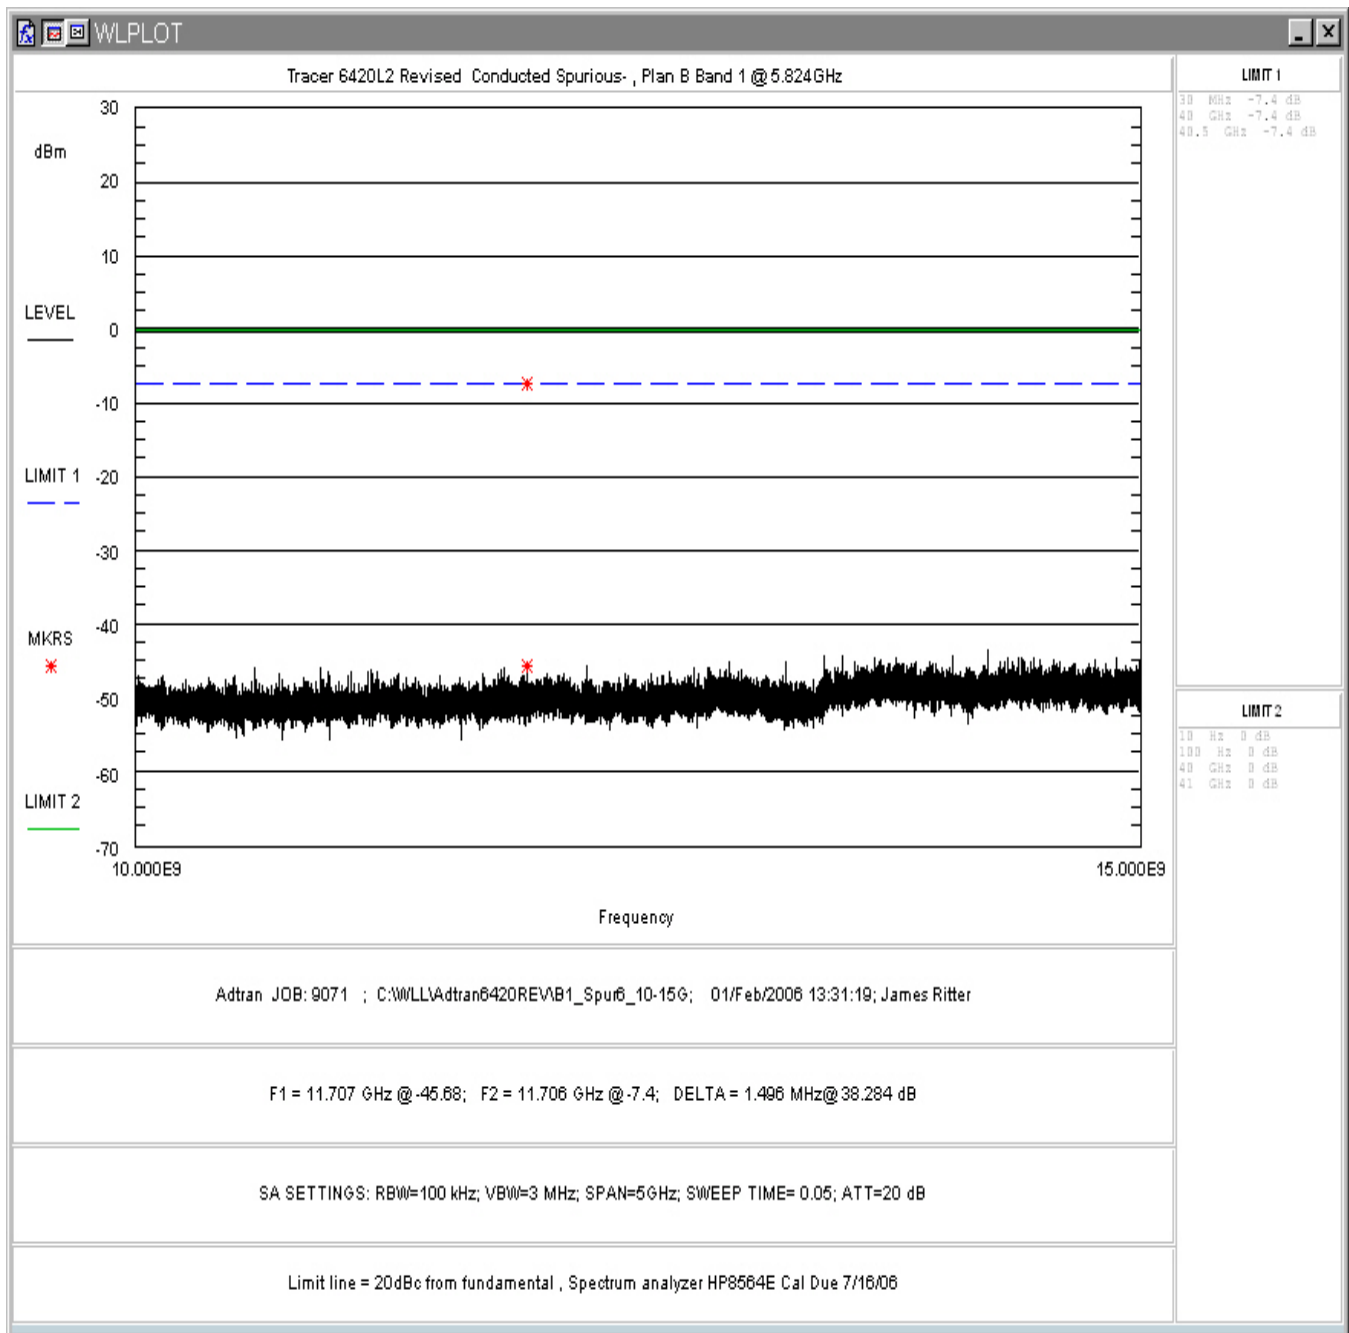 WLPLOT
Tracer 6420L2 Revised Conducted Spurious- , Plan B Band 1 @ 5.824GHz
30
dBm
20
10
LEVEL
0
-10
LIMIT 1
-20
-30
-40
MKRS
-50
-60
LIMIT 2
-70
10.000E9
15.000E9
Frequency
LIMIT 1
30 MHz -7.4 dB
40 GHz -7.4 dB
40.5 GHz -7.4 dB
LIMIT 2
10 Hz 0 dB
100 Hz 0 dB
40 GHz 0 dB
41 GHz 0 dB
Adtran JOB: 9071 ; C:\WLL\Adtran6420REV\B1_Spur6_10-15G; 01/Feb/2006 13:31:19; James Ritter
F1 = 11.707 GHz @ -45.68; F2 = 11.706 GHz @ -7.4; DELTA = 1.496 MHz@ 38.284 dB
SA SETTINGS: RBW=100 kHz; VBW=3 MHz; SPAN=5GHz; SWEEP TIME= 0.05; ATT=20 dB
Limit line = 20dBc from fundamental , Spectrum analyzer HP8564E Cal Due 7/16/06